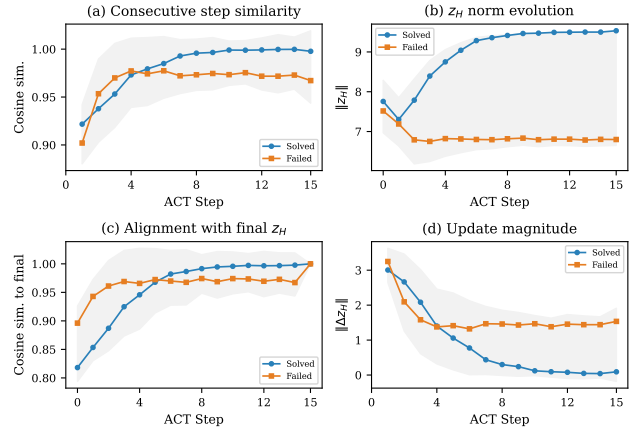 (a) Consecutive step similarity
1.00
0.95
0.90
Cosine sim.
Solved
Failed
0 4 8 12 15
ACT Step
(b) z_H norm evolution
9
8
7
‖z_H‖
Solved
Failed
0 4 8 12 15
ACT Step
(c) Alignment with final z_H
1.00
0.95
0.90
0.85
0.80
Cosine sim. to final
Solved
Failed
0 4 8 12 15
ACT Step
(d) Update magnitude
3
2
1
0
‖Δz_H‖
Solved
Failed
0 4 8 12 15
ACT Step